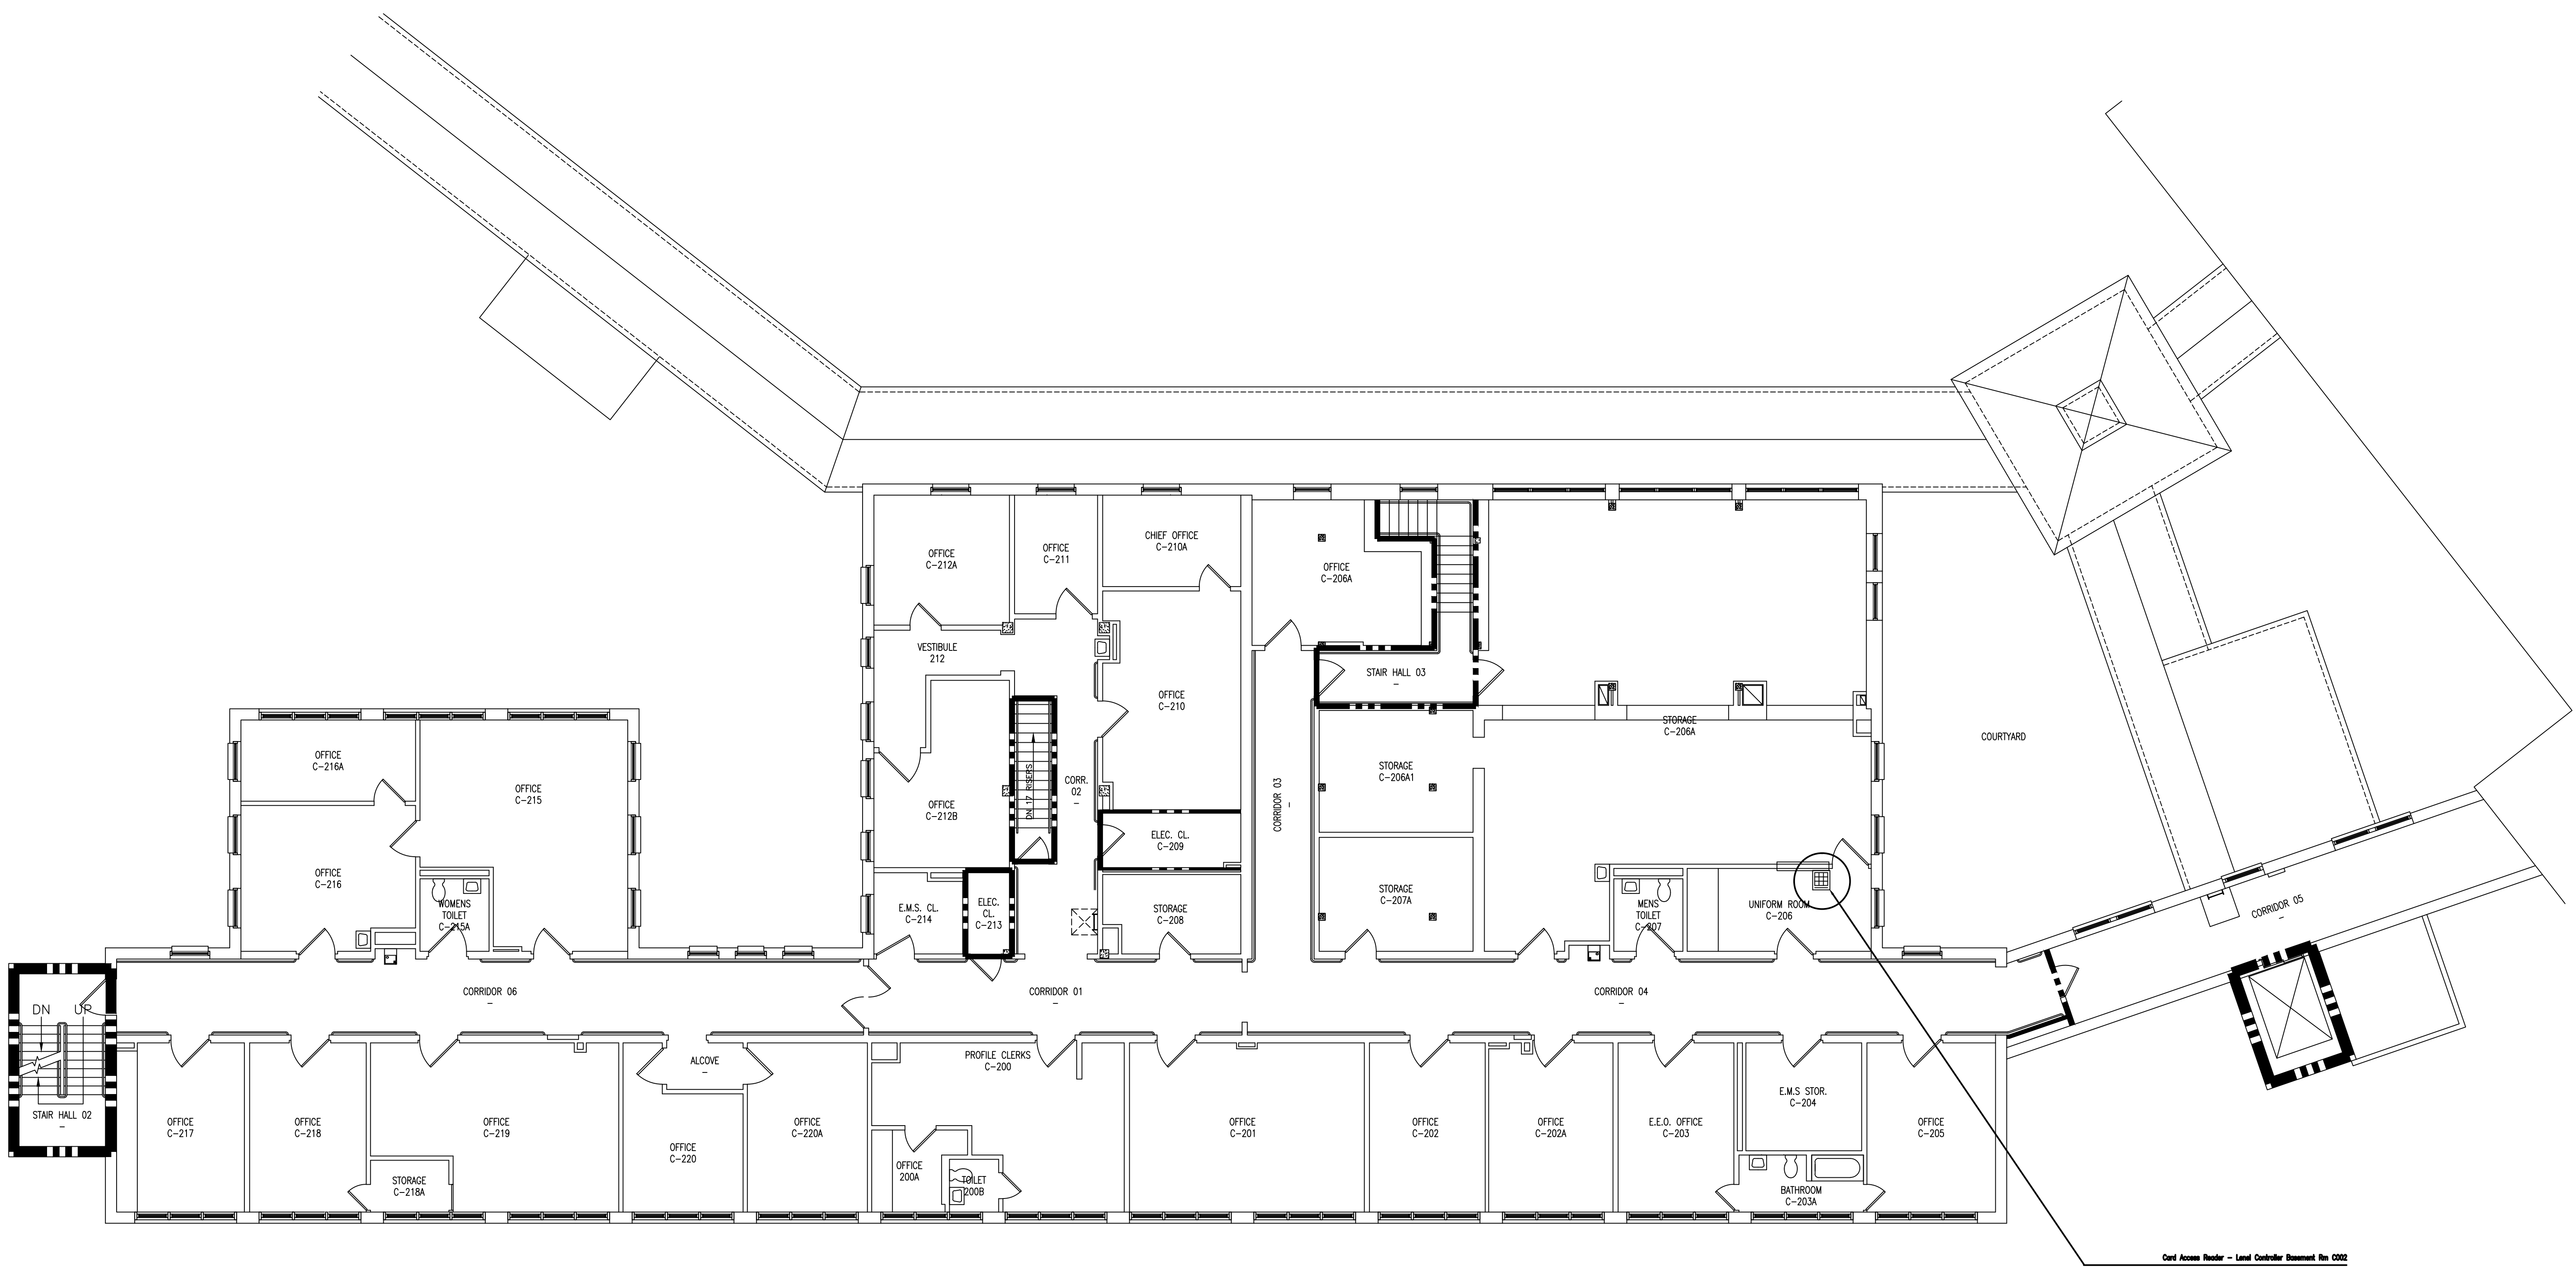 OFFICE
C-212A
OFFICE
C-211
CHIEF OFFICE
C-210A
OFFICE
C-206A
VESTIBULE
212
STAIR HALL 03
-
OFFICE
C-210
STORAGE
C-206A
COURTYARD
OFFICE
C-216A
OFFICE
C-215
OFFICE
C-212B
DN 17 RISERS
CORR.
02
-
CORRIDOR 03
-
STORAGE
C-206A1
ELEC. CL.
C-209
OFFICE
C-216
WOMENS
TOILET
C-215A
E.M.S. CL.
C-214
ELEC.
CL.
C-213
STORAGE
C-208
STORAGE
C-207A
MENS
TOILET
C-207
UNIFORM ROOM
C-206
CORRIDOR 05
-
CORRIDOR 06
-
CORRIDOR 01
-
CORRIDOR 04
-
DN
UP
STAIR HALL 02
-
ALCOVE
-
PROFILE CLERKS
C-200
OFFICE
C-217
OFFICE
C-218
OFFICE
C-219
STORAGE
C-218A
OFFICE
C-220
OFFICE
C-220A
OFFICE
200A
TOILET
200B
OFFICE
C-201
OFFICE
C-202
OFFICE
C-202A
E.E.O. OFFICE
C-203
E.M.S STOR.
C-204
BATHROOM
C-203A
OFFICE
C-205
Card Access Reader - Lenel Controller Basement Rm C002